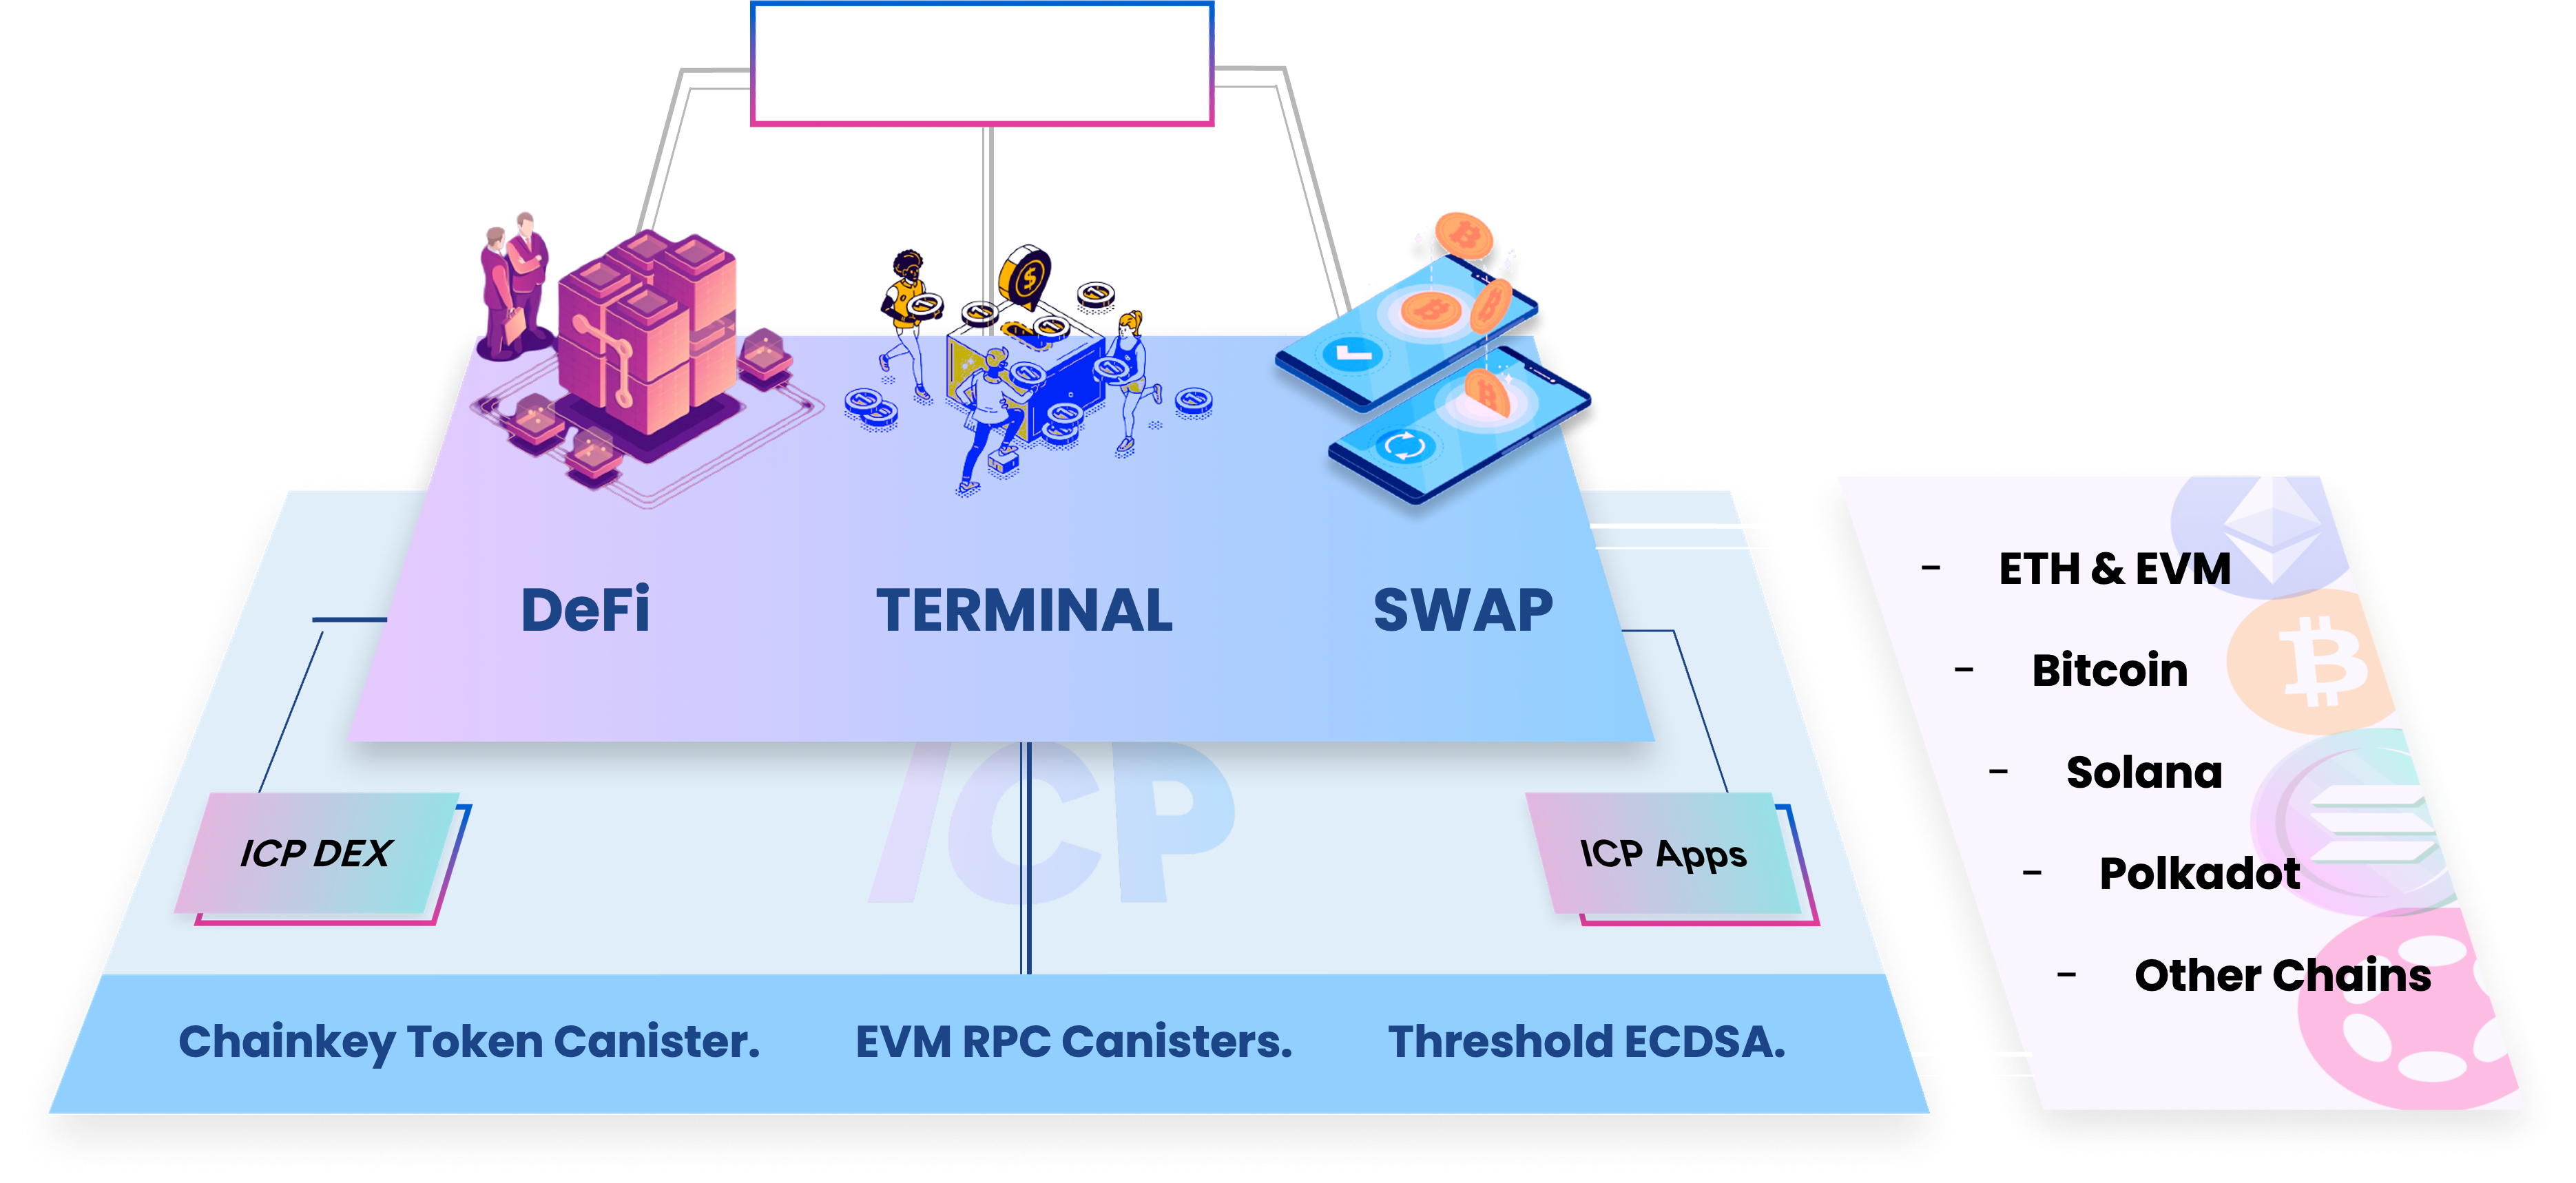 DeFi
TERMINAL
SWAP
ICP
ICP DEX
ICP Apps
Chainkey Token Canister.
EVM RPC Canisters.
Threshold ECDSA.
- ETH & EVM
- Bitcoin
- Solana
- Polkadot
- Other Chains